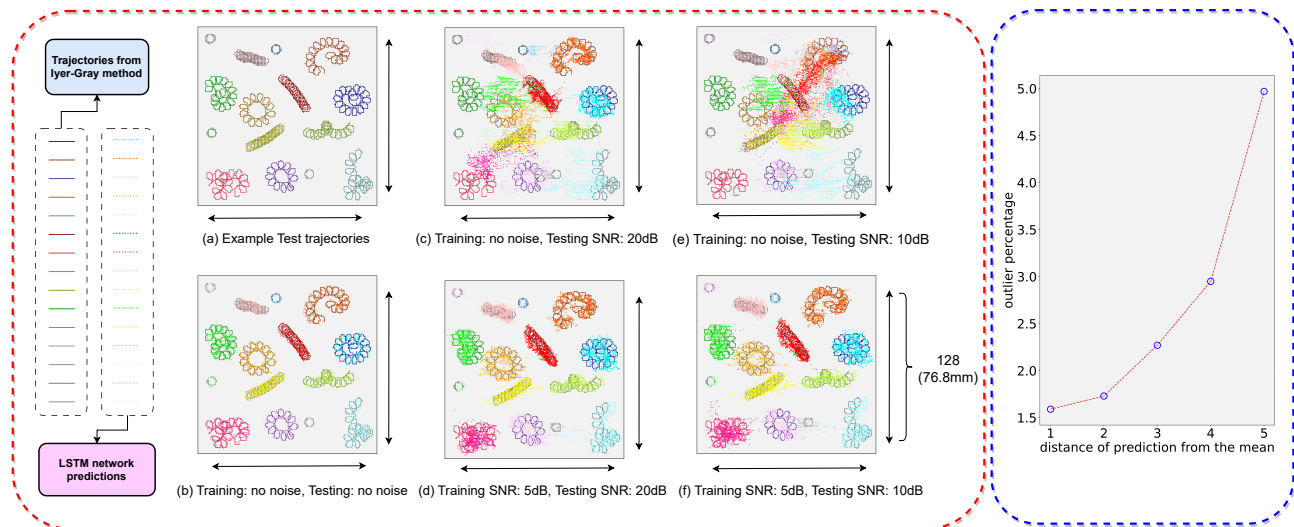 Trajectories from
Iyer-Gray method
LSTM network
predictions
(a) Example Test trajectories
(c) Training: no noise, Testing SNR: 20dB
(e) Training: no noise, Testing SNR: 10dB
(b) Training: no noise, Testing: no noise
(d) Training SNR: 5dB, Testing SNR: 20dB
(f) Training SNR: 5dB, Testing SNR: 10dB
128
(76.8mm)
outlier percentage
5.0
4.5
4.0
3.5
3.0
2.5
2.0
1.5
1 2 3 4 5
distance of prediction from the mean